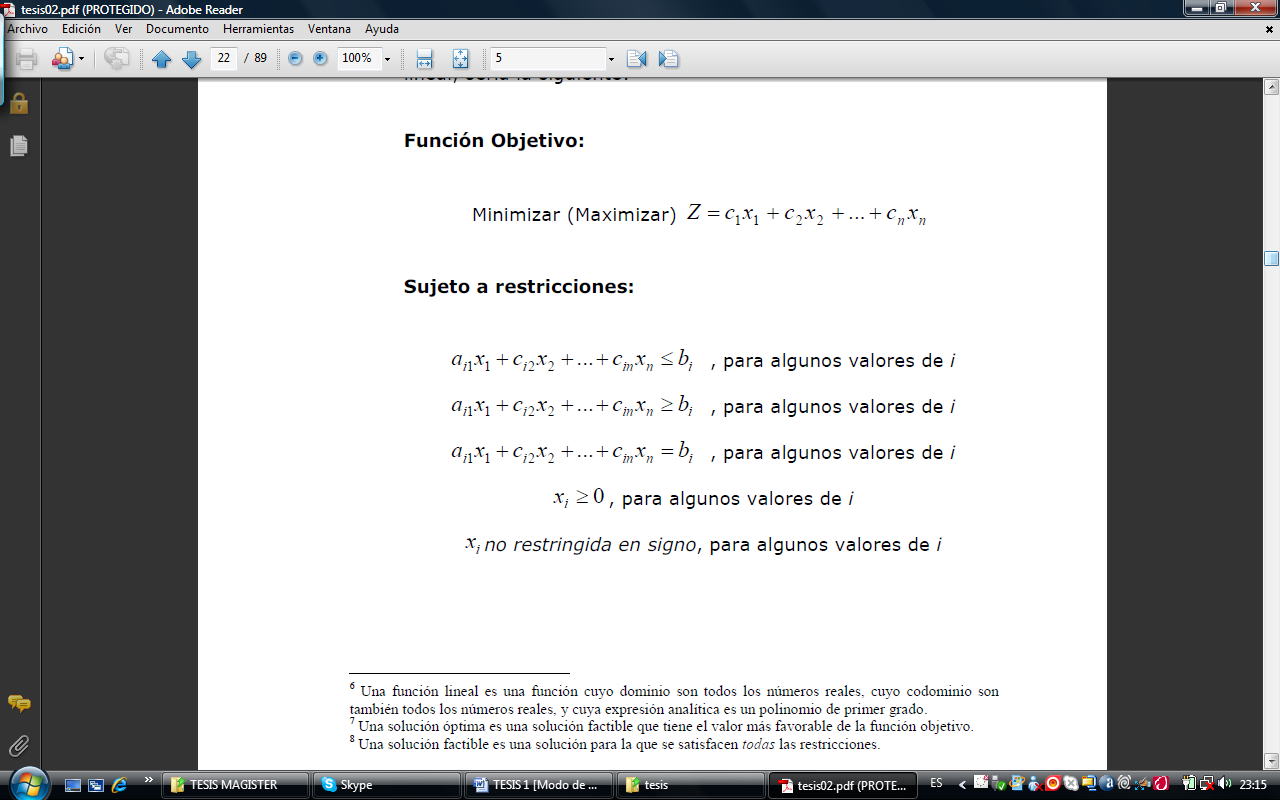 tesis02.pdf (PROTEGIDO) - Adobe Reader
Archivo Edición Ver Documento Herramientas Ventana Ayuda
22 / 89 100% 5
lineal, sería la siguiente:
Función Objetivo:
Minimizar (Maximizar) Z = c₁x₁ + c₂x₂ + ... + cₙxₙ
Sujeto a restricciones:
aᵢ₁x₁ + cᵢ₂x₂ + ... + cᵢₙxₙ ≤ bᵢ , para algunos valores de i
aᵢ₁x₁ + cᵢ₂x₂ + ... + cᵢₙxₙ ≥ bᵢ , para algunos valores de i
aᵢ₁x₁ + cᵢ₂x₂ + ... + cᵢₙxₙ = bᵢ , para algunos valores de i
xᵢ ≥ 0 , para algunos valores de i
xᵢ no restringida en signo, para algunos valores de i
⁶ Una función lineal es una función cuyo dominio son todos los números reales, cuyo codominio son
también todos los números reales, y cuya expresión analítica es un polinomio de primer grado.
⁷ Una solución óptima es una solución factible que tiene el valor más favorable de la función objetivo.
⁸ Una solución factible es una solución para la que se satisfacen todas las restricciones.
TESIS MAGISTER Skype TESIS 1 [Modo de ... tesis tesis02.pdf (PROTE... ES 23:15